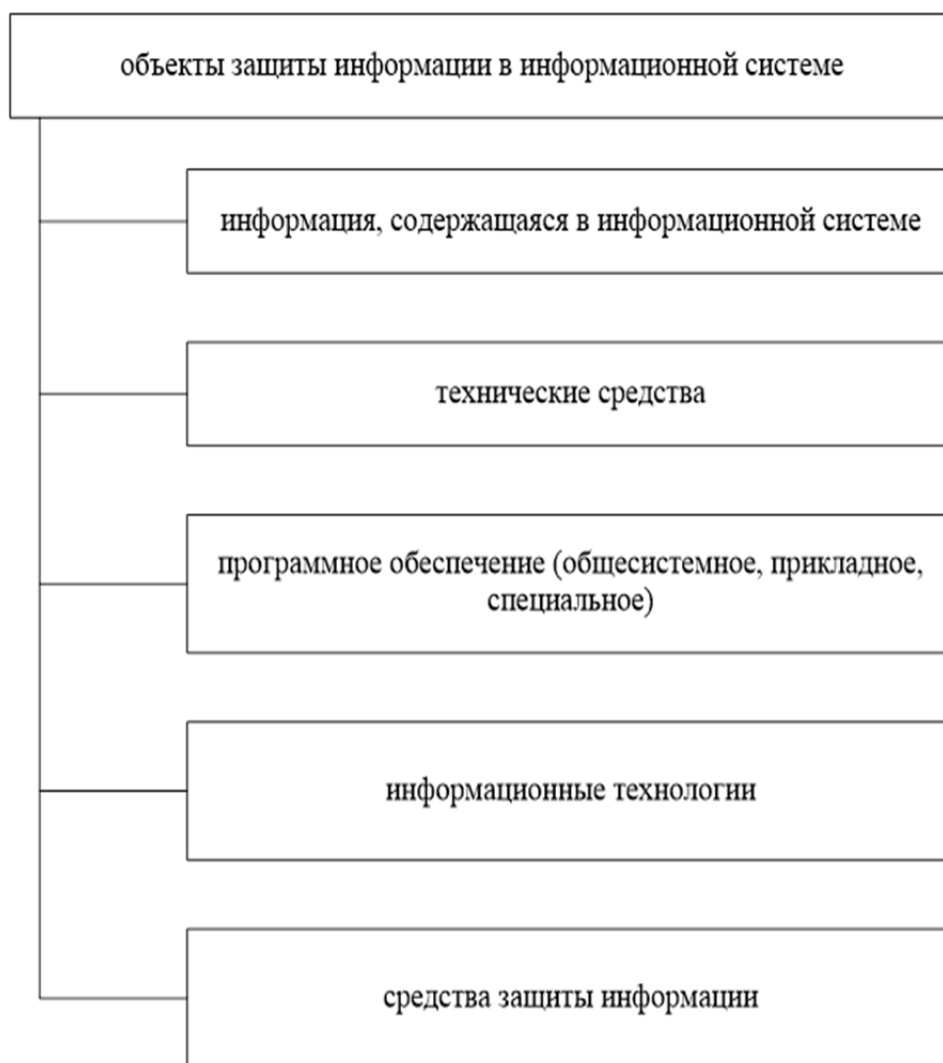 объекты защиты информации в информационной системе
информация, содержащаяся в информационной системе
технические средства
программное обеспечение (общесистемное, прикладное,
специальное)
информационные технологии
средства защиты информации